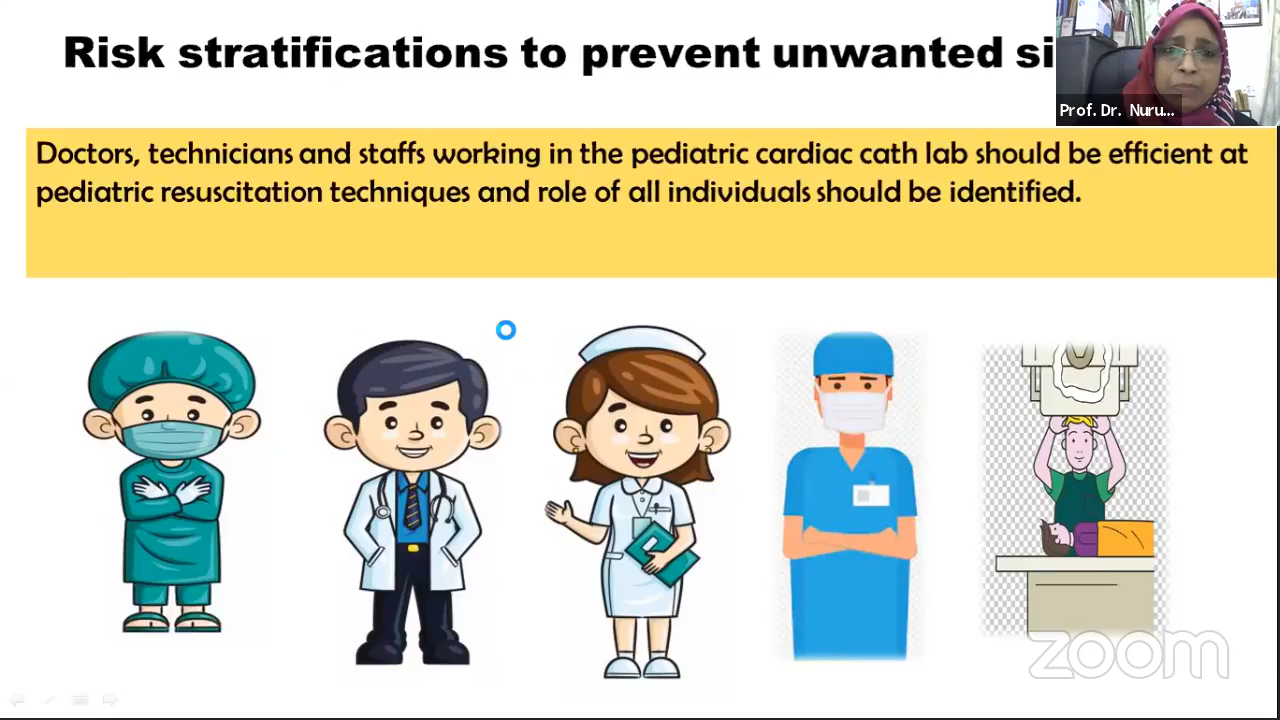 Risk stratifications to prevent unwanted
Prof. Dr. Nuru...
Doctors, technicians and staffs working in the pediatric cardiac cath lab should be efficient at
pediatric resuscitation techniques and role of all individuals should be identified.
zoom